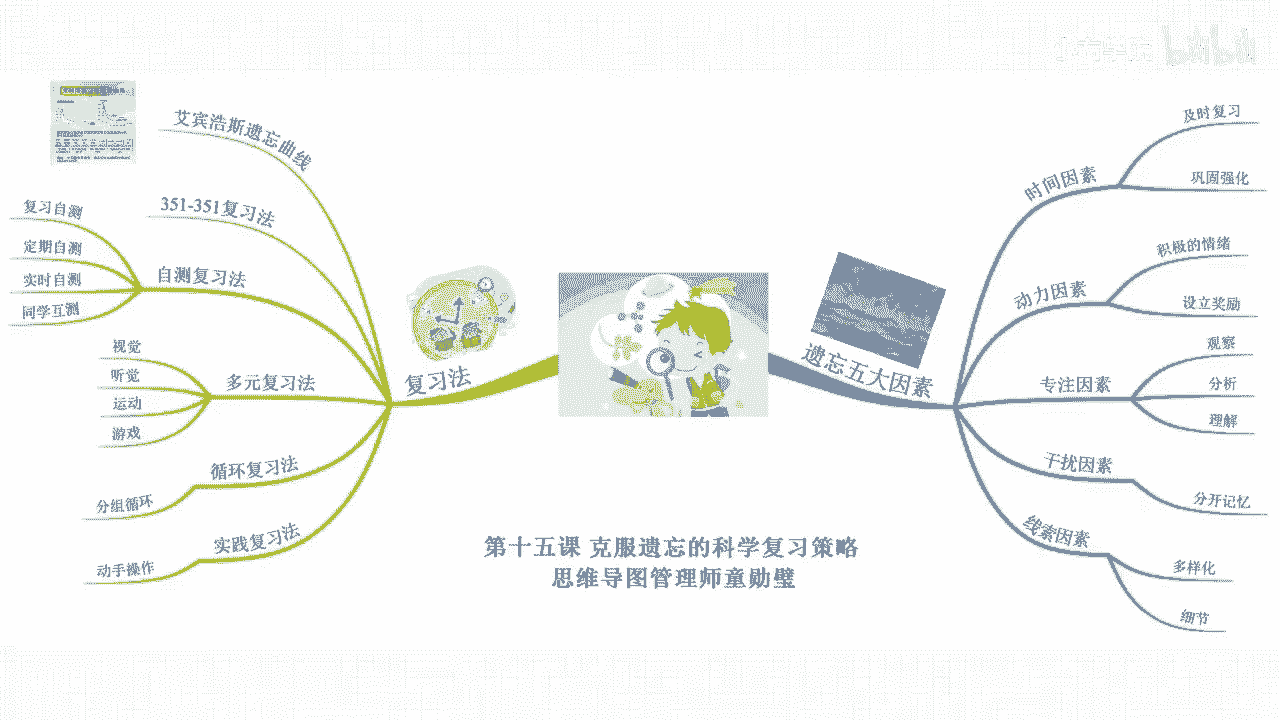 bilibili
艾宾浩斯遗忘曲线
351-351复习法
自测复习法
复习自测
定期自测
实时自测
同学互测
多元复习法
视觉
听觉
运动
游戏
循环复习法
分组循环
实践复习法
动手操作
复习法
遗忘五大因素
时间因素
及时复习
巩固强化
动力因素
积极的情绪
设立奖励
专注因素
观察
分析
理解
干扰因素
分开记忆
线索因素
多样化
细节
第十五课 克服遗忘的科学复习策略
思维导图管理师童勋璧